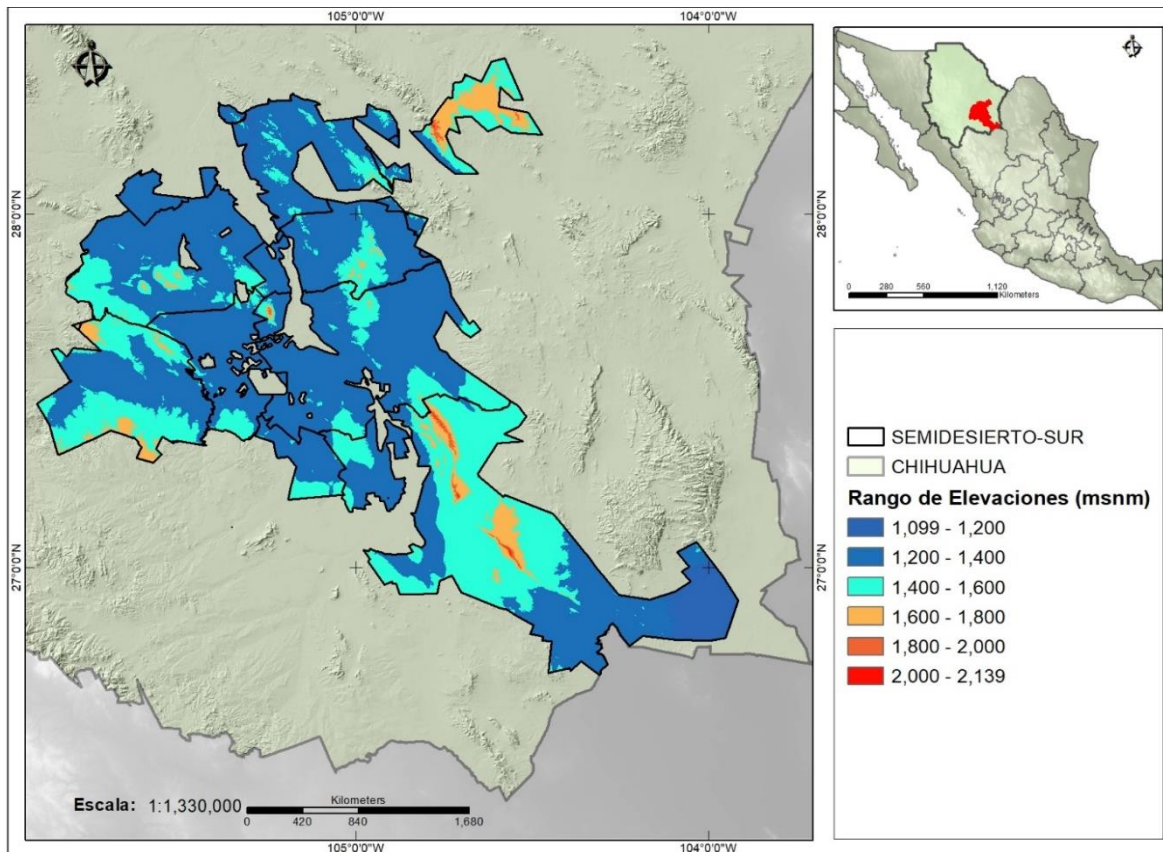 105°0'0"W
104°0'0"W
28°0'0"N
28°0'0"N
27°0'0"N
27°0'0"N
Escala: 1:1,330,000
Kilometers
0 420 840 1,680
105°0'0"W
104°0'0"W
0 280 560 1,120
Kilometers
SEMIDESIERTO-SUR
CHIHUAHUA
Rango de Elevaciones (msnm)
1,099 - 1,200
1,200 - 1,400
1,400 - 1,600
1,600 - 1,800
1,800 - 2,000
2,000 - 2,139